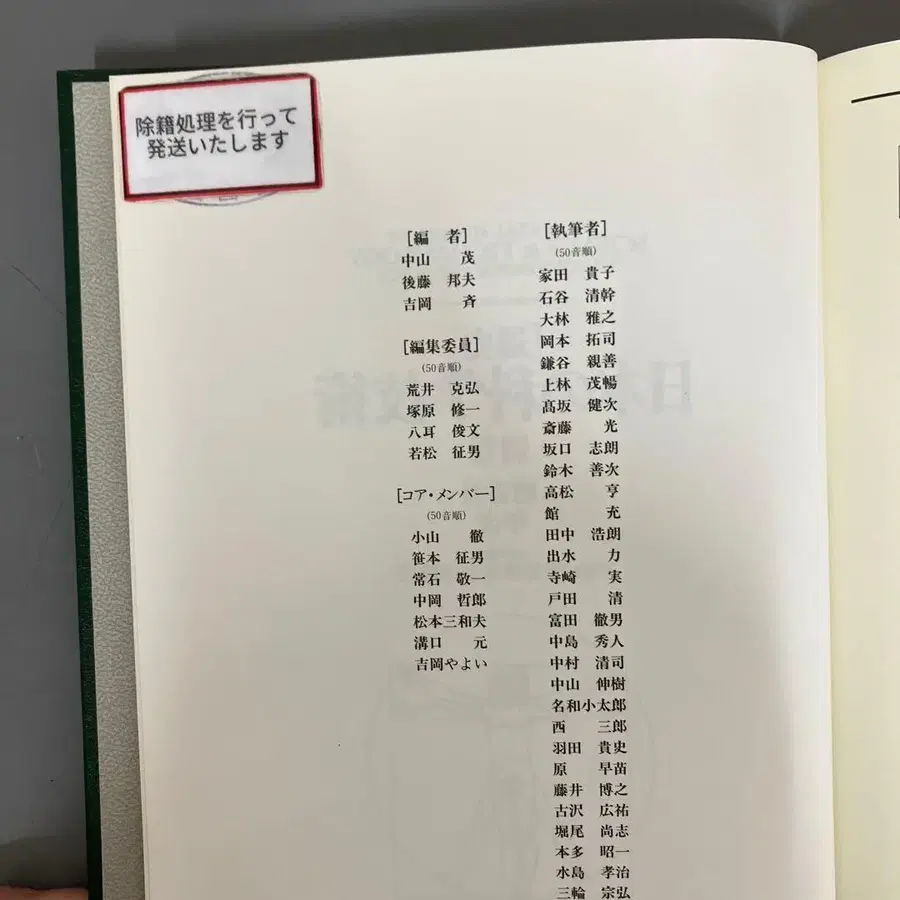 除籍処理を行って
発送いたします
[編　者]
中山　　茂
後藤　邦夫
吉岡　　斉
[編集委員]
(50音順)
荒井　克弘
塚原　修一
八耳　俊文
若松　征男
[コア・メンバー]
(50音順)
小山　　徹
笹本　征男
常石　敬一
中岡　哲郎
松本三和夫
溝口　　元
吉岡やよい
[執筆者]
(50音順)
家田　貴子
石谷　清幹
大林　雅之
岡本　拓司
鎌谷　親善
上林　茂暢
髙坂　健次
斎藤　　光
坂口　志朗
鈴木　善次
高松　　亨
館　　　充
田中　浩朗
出水　　力
寺崎　　実
戸田　　清
富田　徹男
中島　秀人
中村　清司
中山　伸樹
名和小太郎
西　　三郎
羽田　貴史
原　　早苗
藤井　博之
古沢　広祐
堀尾　尚志
本多　昭一
水島　孝治
三輪　宗弘